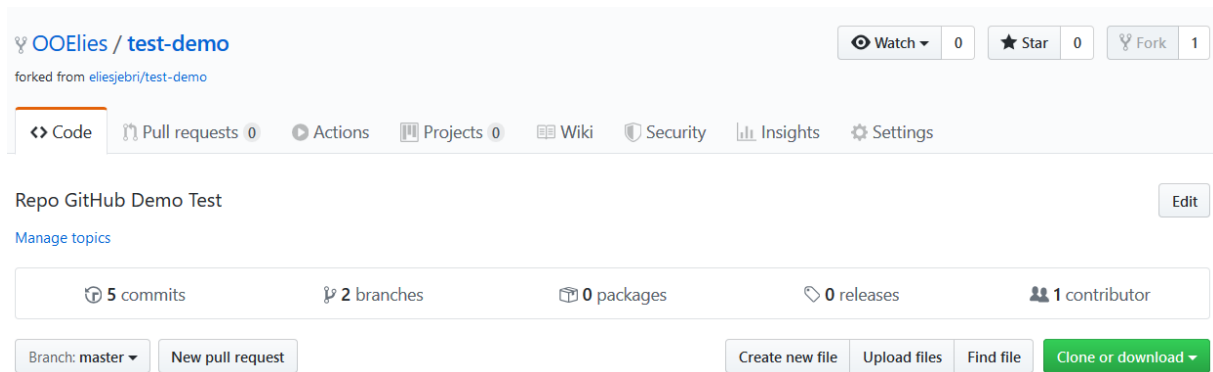 OOElies / test-demo Watch 0 Star 0 Fork 1
forked from eliesjebri/test-demo
Code Pull requests 0 Actions Projects 0 Wiki Security Insights Settings
Repo GitHub Demo Test Edit
Manage topics
5 commits 2 branches 0 packages 0 releases 1 contributor
Branch: master New pull request Create new file Upload files Find file Clone or download